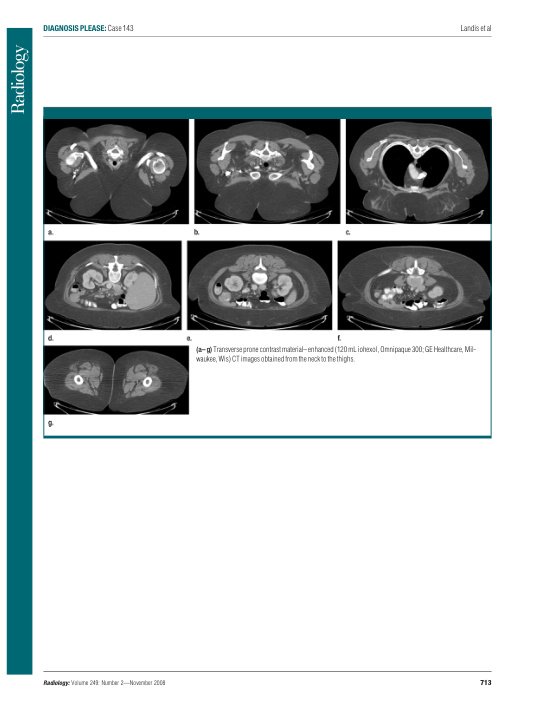 DIAGNOSIS PLEASE: Case 143
Landis et al
Radiology
a.
b.
c.
d.
e.
f.
(a–g) Transverse prone contrast material–enhanced (120 mL iohexol, Omnipaque 300; GE Healthcare, Mil-
waukee, Wis) CT images obtained from the neck to the thighs.
g.
Radiology: Volume 249: Number 2—November 2008
713